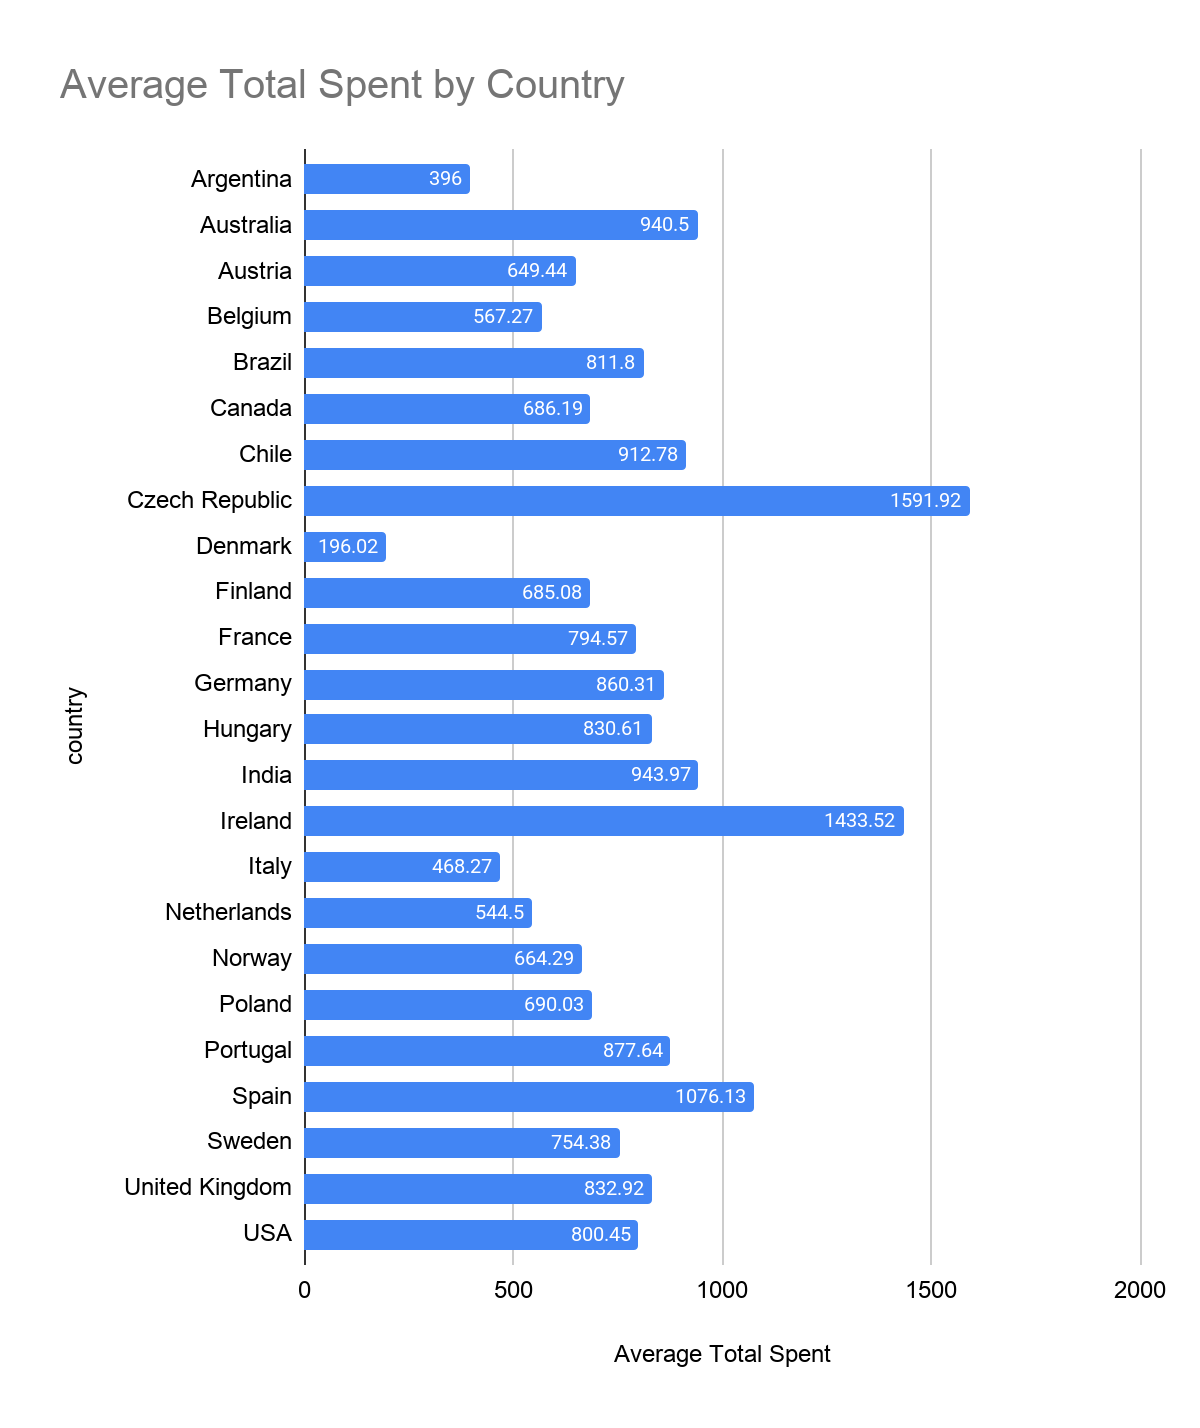 Average Total Spent by Country
Argentina 396
Australia 940.5
Austria 649.44
Belgium 567.27
Brazil 811.8
Canada 686.19
Chile 912.78
Czech Republic 1591.92
Denmark 196.02
Finland 685.08
France 794.57
Germany 860.31
Hungary 830.61
India 943.97
Ireland 1433.52
Italy 468.27
Netherlands 544.5
Norway 664.29
Poland 690.03
Portugal 877.64
Spain 1076.13
Sweden 754.38
United Kingdom 832.92
USA 800.45
country
0 500 1000 1500 2000
Average Total Spent